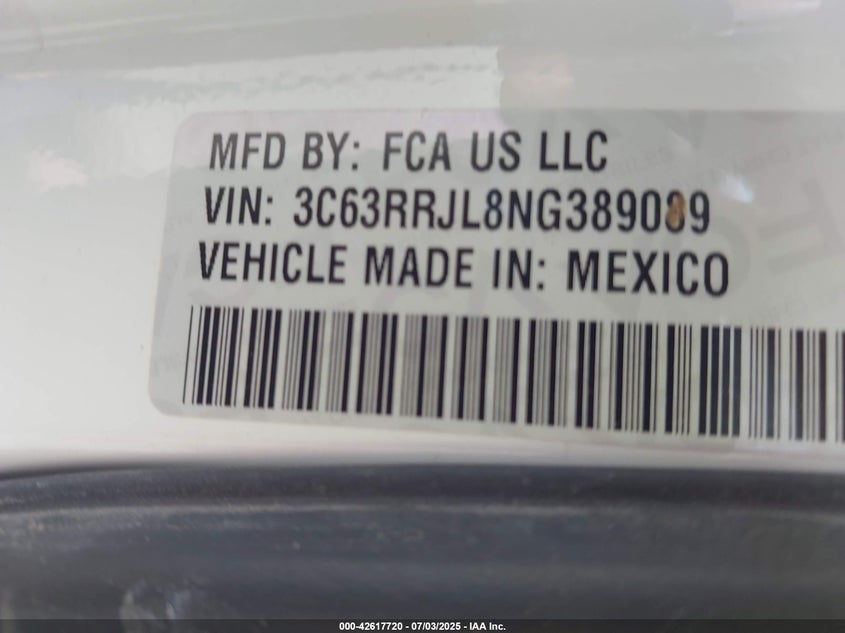 MFD BY: FCA US LLC
VIN: 3C63RRJL8NG389089
VEHICLE MADE IN: MEXICO
000-42617720 - 07/03/2025 - IAA Inc.